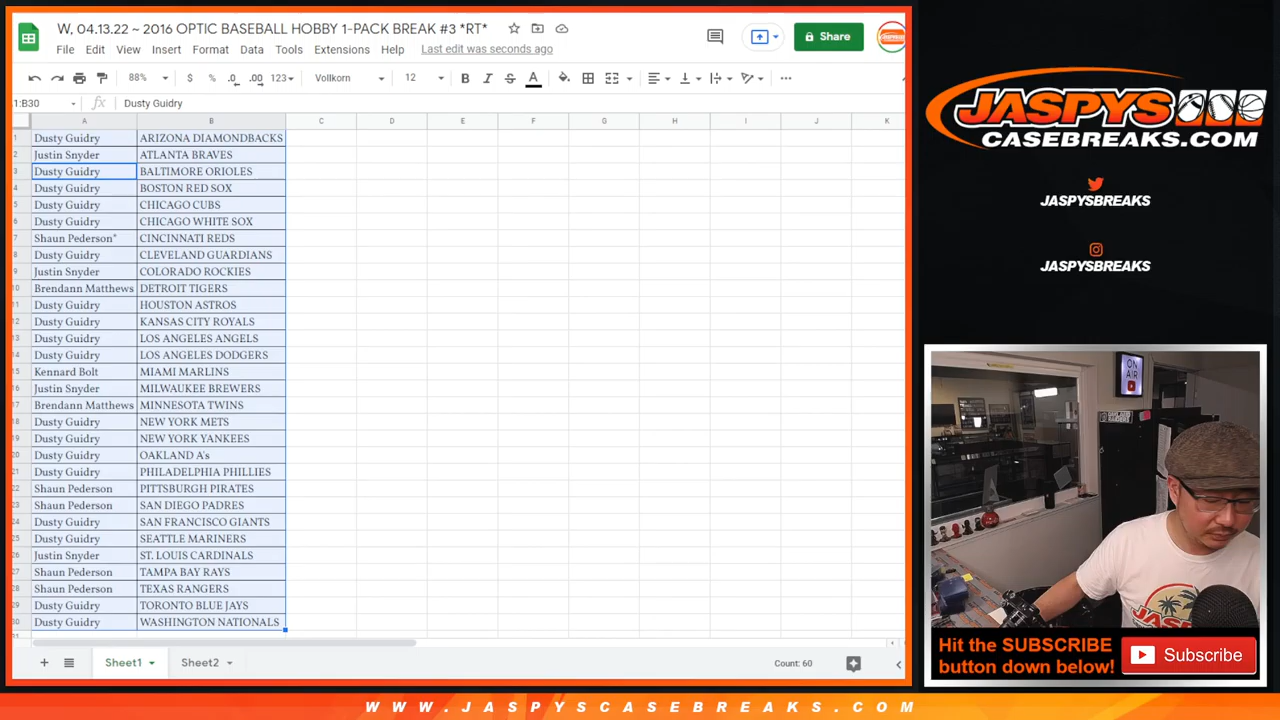 W, 04.13.22 ~ 2016 OPTIC BASEBALL HOBBY 1-PACK BREAK #3 *RT*
File Edit View Insert Format Data Tools Extensions Help Last edit was seconds ago
Share
88% $ % .0 .00 123 Vollkorn 12 B I S A
1:B30 fx Dusty Guidry
A B C D E F G H I J K
1 Dusty Guidry ARIZONA DIAMONDBACKS
2 Justin Snyder ATLANTA BRAVES
3 Dusty Guidry BALTIMORE ORIOLES
4 Dusty Guidry BOSTON RED SOX
5 Dusty Guidry CHICAGO CUBS
6 Dusty Guidry CHICAGO WHITE SOX
7 Shaun Pederson* CINCINNATI REDS
8 Dusty Guidry CLEVELAND GUARDIANS
9 Justin Snyder COLORADO ROCKIES
10 Brendann Matthews DETROIT TIGERS
11 Dusty Guidry HOUSTON ASTROS
12 Dusty Guidry KANSAS CITY ROYALS
13 Dusty Guidry LOS ANGELES ANGELS
14 Dusty Guidry LOS ANGELES DODGERS
15 Kennard Bolt MIAMI MARLINS
16 Justin Snyder MILWAUKEE BREWERS
17 Brendann Matthews MINNESOTA TWINS
18 Dusty Guidry NEW YORK METS
19 Dusty Guidry NEW YORK YANKEES
20 Dusty Guidry OAKLAND A's
21 Dusty Guidry PHILADELPHIA PHILLIES
22 Shaun Pederson PITTSBURGH PIRATES
23 Shaun Pederson SAN DIEGO PADRES
24 Dusty Guidry SAN FRANCISCO GIANTS
25 Dusty Guidry SEATTLE MARINERS
26 Justin Snyder ST. LOUIS CARDINALS
27 Shaun Pederson TAMPA BAY RAYS
28 Shaun Pederson TEXAS RANGERS
29 Dusty Guidry TORONTO BLUE JAYS
30 Dusty Guidry WASHINGTON NATIONALS
Sheet1 Sheet2 Count: 60
JASPYS
CASEBREAKS.COM
JASPYSBREAKS
JASPYSBREAKS
ON
AIR
Hit the SUBSCRIBE
button down below!
Subscribe
WWW.JASPYSCASEBREAKS.COM